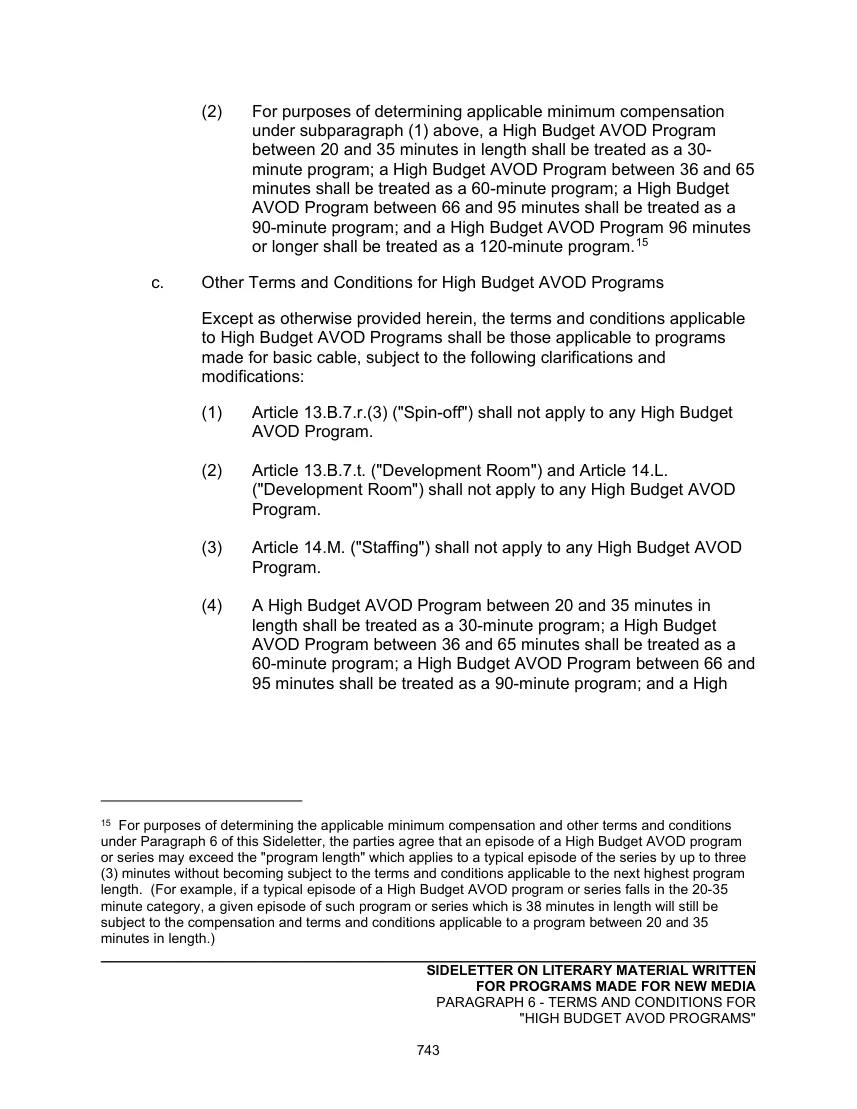 (2) For purposes of determining applicable minimum compensation
under subparagraph (1) above, a High Budget AVOD Program
between 20 and 35 minutes in length shall be treated as a 30-
minute program; a High Budget AVOD Program between 36 and 65
minutes shall be treated as a 60-minute program; a High Budget
AVOD Program between 66 and 95 minutes shall be treated as a
90-minute program; and a High Budget AVOD Program 96 minutes
or longer shall be treated as a 120-minute program.15
c. Other Terms and Conditions for High Budget AVOD Programs
Except as otherwise provided herein, the terms and conditions applicable
to High Budget AVOD Programs shall be those applicable to programs
made for basic cable, subject to the following clarifications and
modifications:
(1) Article 13.B.7.r.(3) ("Spin-off") shall not apply to any High Budget
AVOD Program.
(2) Article 13.B.7.t. ("Development Room") and Article 14.L.
("Development Room") shall not apply to any High Budget AVOD
Program.
(3) Article 14.M. ("Staffing") shall not apply to any High Budget AVOD
Program.
(4) A High Budget AVOD Program between 20 and 35 minutes in
length shall be treated as a 30-minute program; a High Budget
AVOD Program between 36 and 65 minutes shall be treated as a
60-minute program; a High Budget AVOD Program between 66 and
95 minutes shall be treated as a 90-minute program; and a High
15 For purposes of determining the applicable minimum compensation and other terms and conditions
under Paragraph 6 of this Sideletter, the parties agree that an episode of a High Budget AVOD program
or series may exceed the "program length" which applies to a typical episode of the series by up to three
(3) minutes without becoming subject to the terms and conditions applicable to the next highest program
length. (For example, if a typical episode of a High Budget AVOD program or series falls in the 20-35
minute category, a given episode of such program or series which is 38 minutes in length will still be
subject to the compensation and terms and conditions applicable to a program between 20 and 35
minutes in length.)
SIDELETTER ON LITERARY MATERIAL WRITTEN
FOR PROGRAMS MADE FOR NEW MEDIA
PARAGRAPH 6 - TERMS AND CONDITIONS FOR
"HIGH BUDGET AVOD PROGRAMS"
743